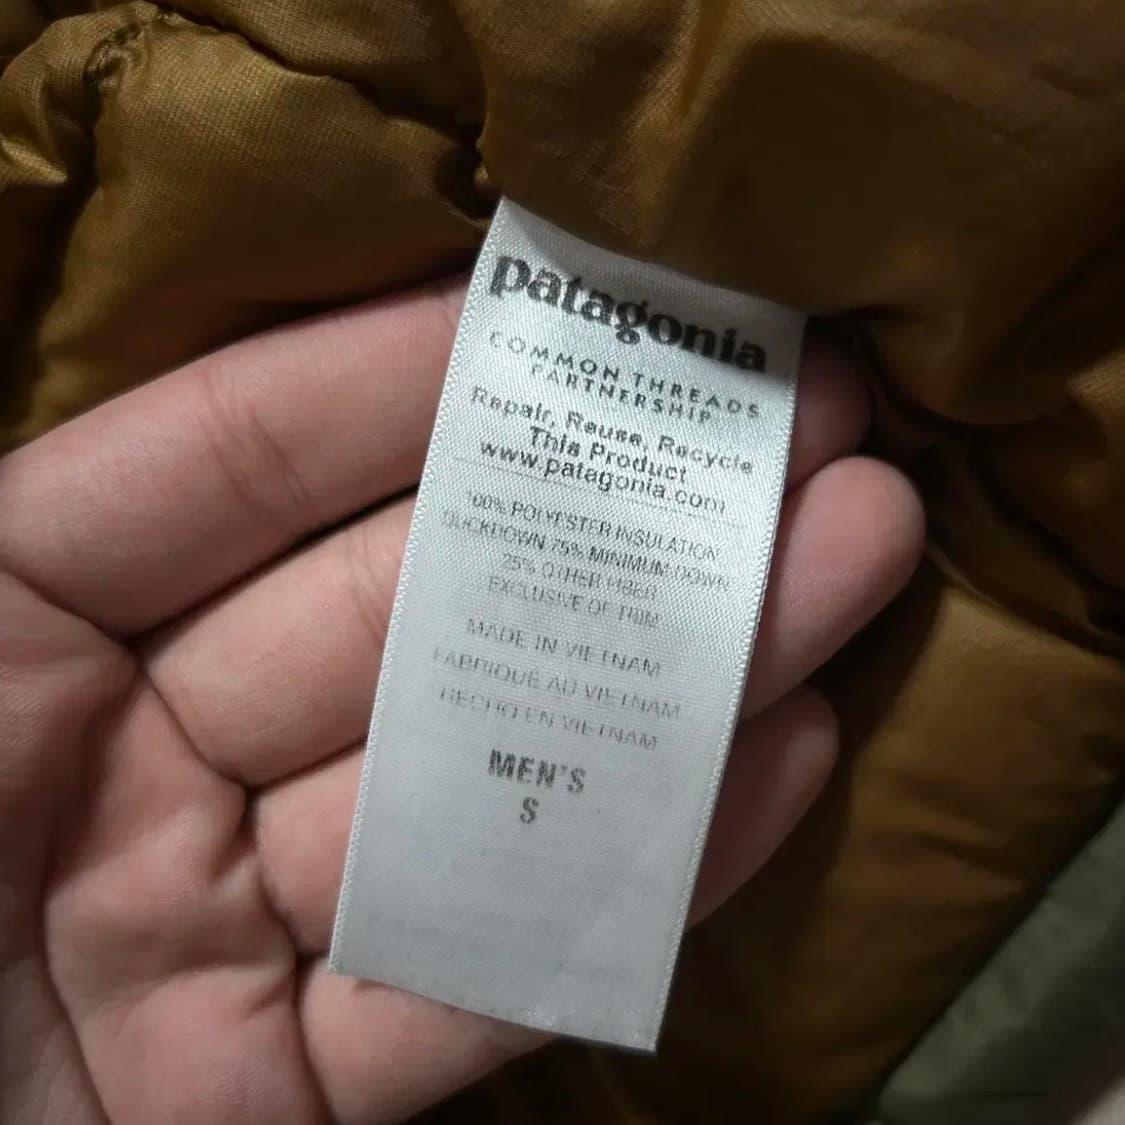 patagonia
COMMON THREADS
PARTNERSHIP
Repair, Reuse, Recycle
This Product
www.patagonia.com
100% POLYESTER INSULATION
DUCKDOWN 75% MINIMUM DOWN
25% OTHER FIBER
EXCLUSIVE OF TRIM
MADE IN VIETNAM
FABRIQUÉ AU VIETNAM
HECHO EN VIETNAM
MEN'S
S